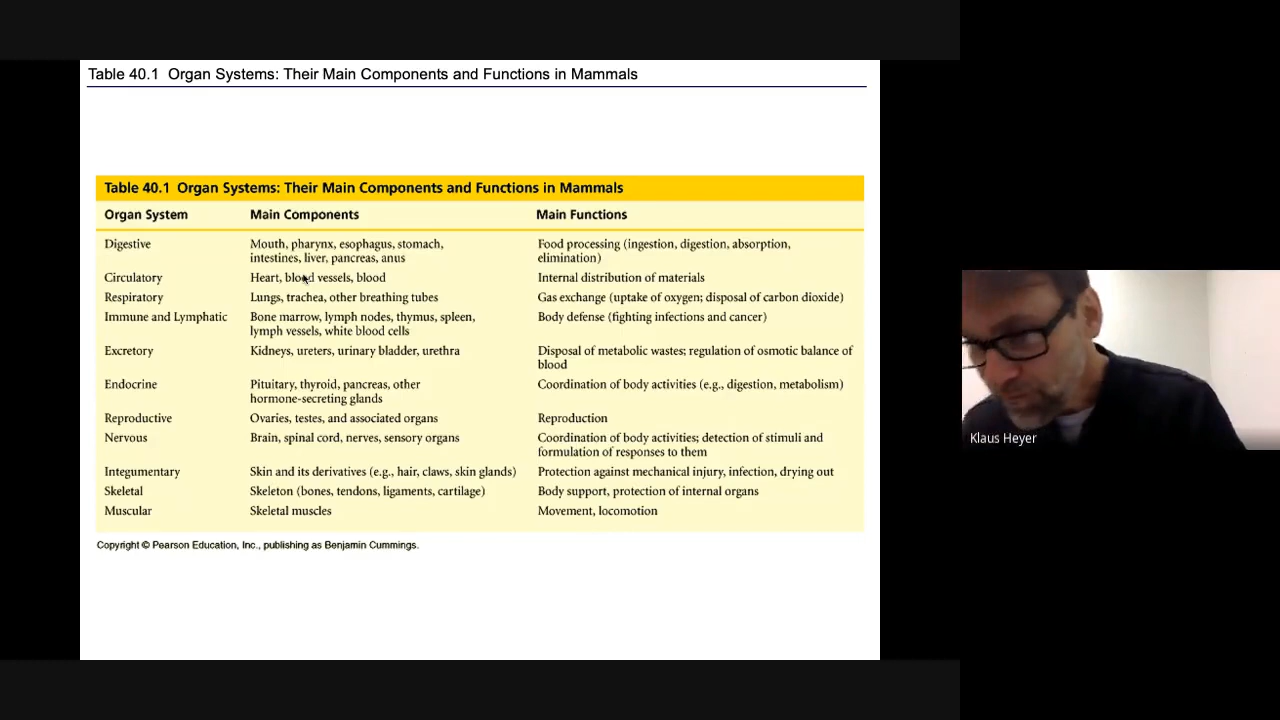 Table 40.1 Organ Systems: Their Main Components and Functions in Mammals
Table 40.1 Organ Systems: Their Main Components and Functions in Mammals
Organ System Main Components Main Functions
Digestive Mouth, pharynx, esophagus, stomach, Food processing (ingestion, digestion, absorption,
intestines, liver, pancreas, anus elimination)
Circulatory Heart, blood vessels, blood Internal distribution of materials
Respiratory Lungs, trachea, other breathing tubes Gas exchange (uptake of oxygen; disposal of carbon dioxide)
Immune and Lymphatic Bone marrow, lymph nodes, thymus, spleen, Body defense (fighting infections and cancer)
lymph vessels, white blood cells
Excretory Kidneys, ureters, urinary bladder, urethra Disposal of metabolic wastes; regulation of osmotic balance of
blood
Endocrine Pituitary, thyroid, pancreas, other Coordination of body activities (e.g., digestion, metabolism)
hormone-secreting glands
Reproductive Ovaries, testes, and associated organs Reproduction
Nervous Brain, spinal cord, nerves, sensory organs Coordination of body activities; detection of stimuli and
formulation of responses to them
Integumentary Skin and its derivatives (e.g., hair, claws, skin glands) Protection against mechanical injury, infection, drying out
Skeletal Skeleton (bones, tendons, ligaments, cartilage) Body support, protection of internal organs
Muscular Skeletal muscles Movement, locomotion
Copyright © Pearson Education, Inc., publishing as Benjamin Cummings.
Klaus Heyer